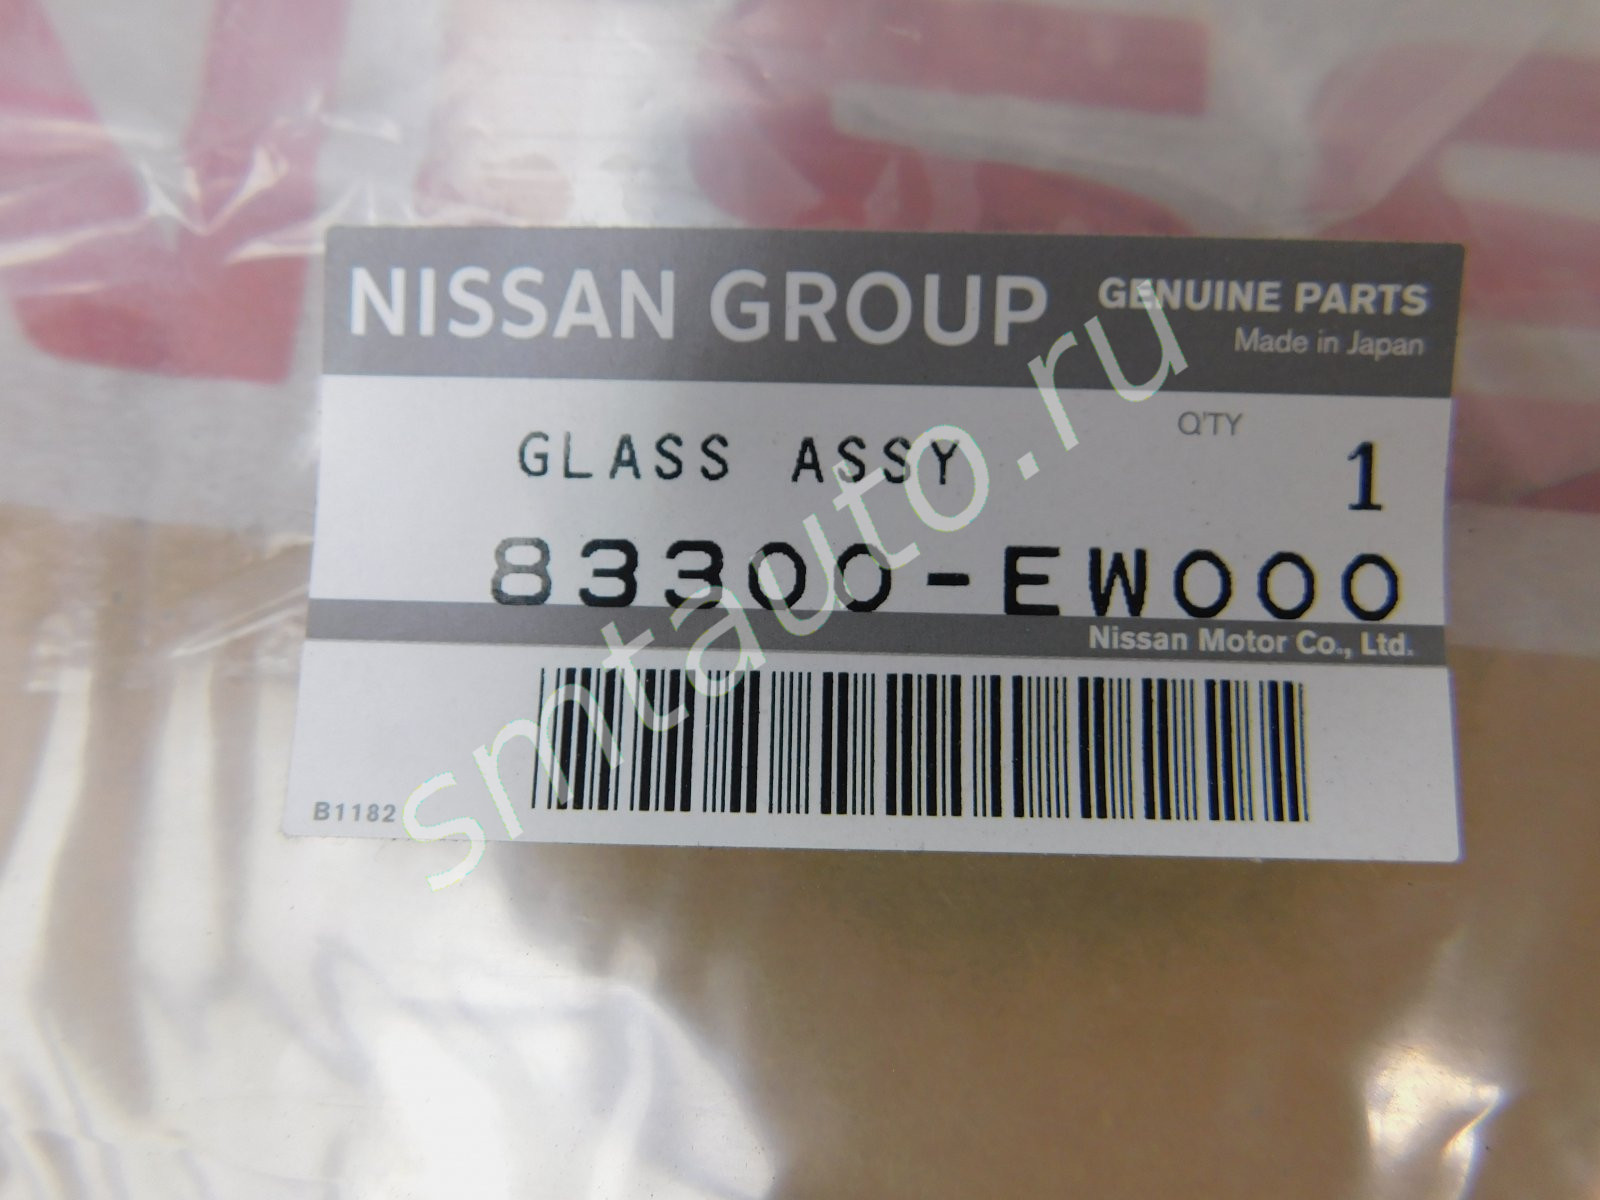 NISSAN GROUP
GENUINE PARTS
Made in Japan
GLASS ASSY
Q'TY
1
83300-EW000
Nissan Motor Co., Ltd.
B1182
smtauto.ru